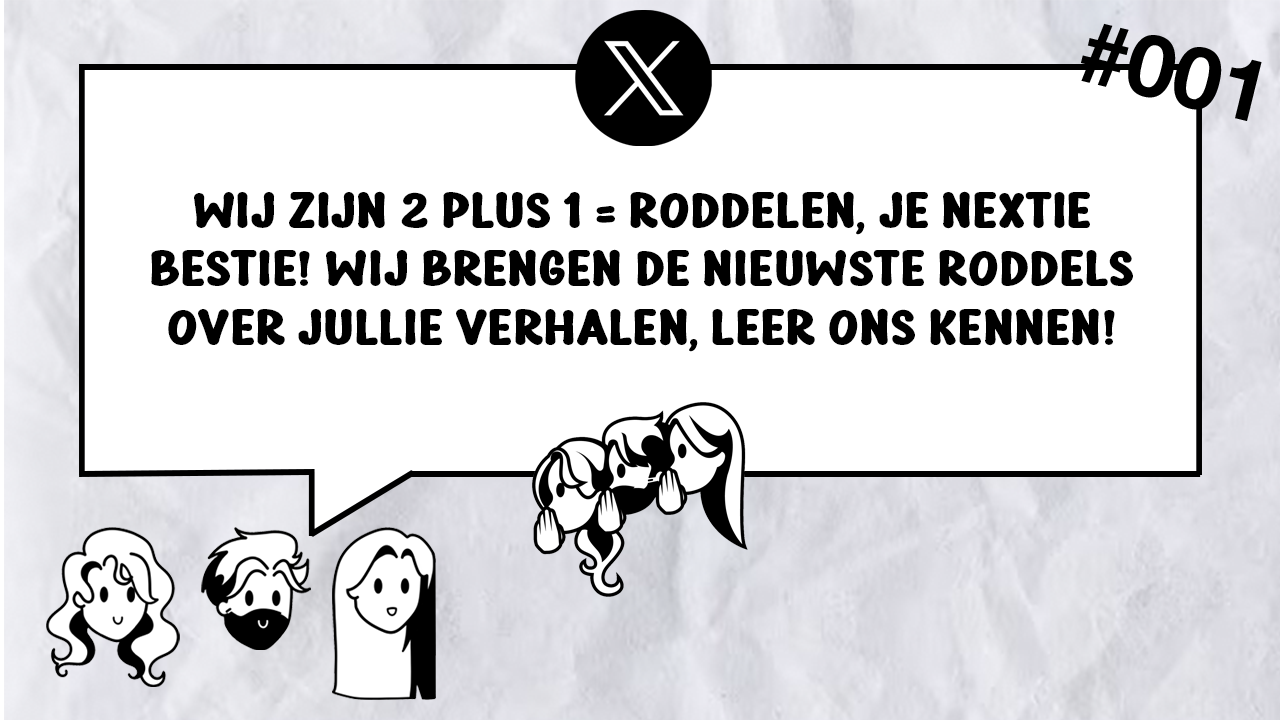 #001
WIJ ZIJN 2 PLUS 1 = RODDELEN, JE NEXTIE
BESTIE! WIJ BRENGEN DE NIEUWSTE RODDELS
OVER JULLIE VERHALEN, LEER ONS KENNEN!